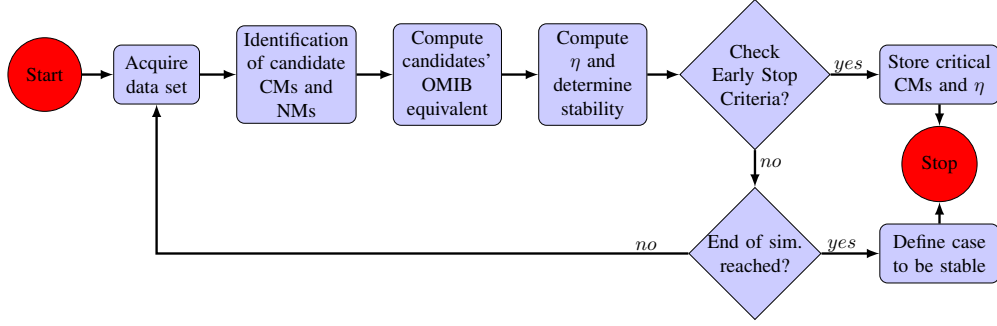 Start
Acquire
data set
Identification
of candidate
CMs and
NMs
Compute
candidates'
OMIB
equivalent
Compute
η and
determine
stability
Check
Early Stop
Criteria?
yes
Store critical
CMs and η
no
Stop
End of sim.
reached?
no
yes
Define case
to be stable